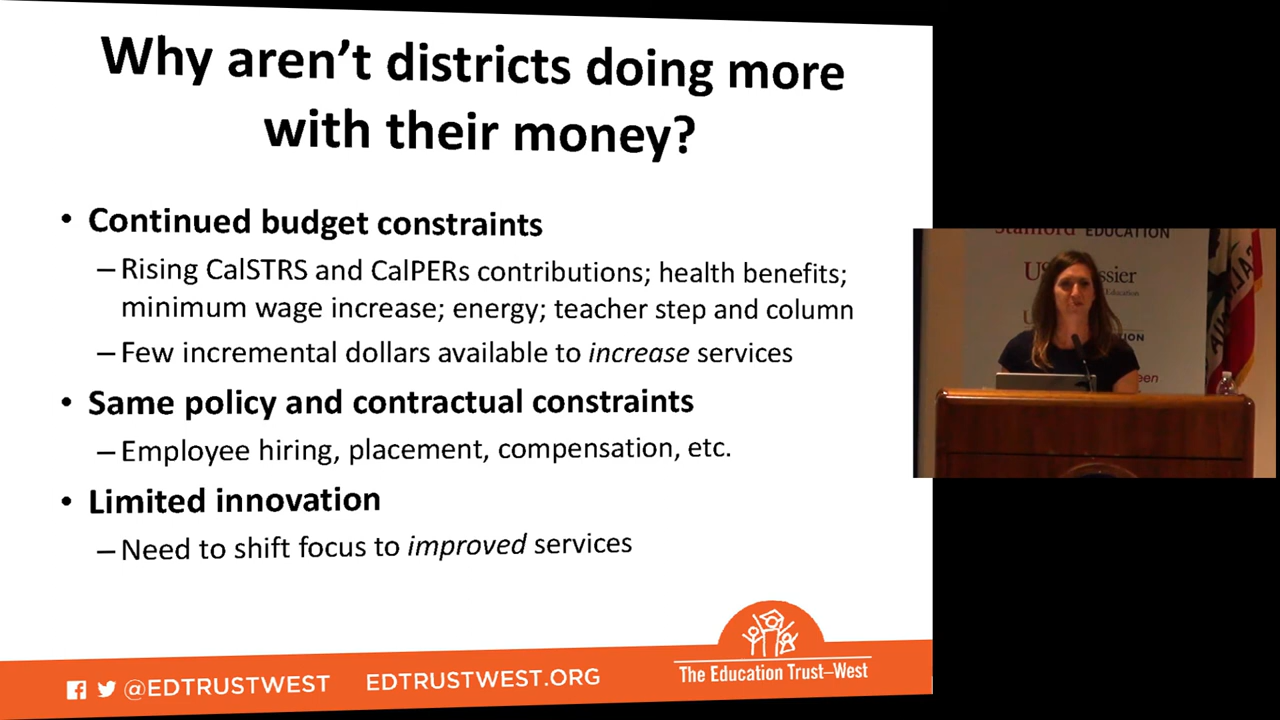 Why aren't districts doing more
with their money?
• Continued budget constraints
– Rising CalSTRS and CalPERs contributions; health benefits;
minimum wage increase; energy; teacher step and column
– Few incremental dollars available to increase services
• Same policy and contractual constraints
– Employee hiring, placement, compensation, etc.
• Limited innovation
– Need to shift focus to improved services
@EDTRUSTWEST EDTRUSTWEST.ORG
The Education Trust–West
Stanford EDUCATION